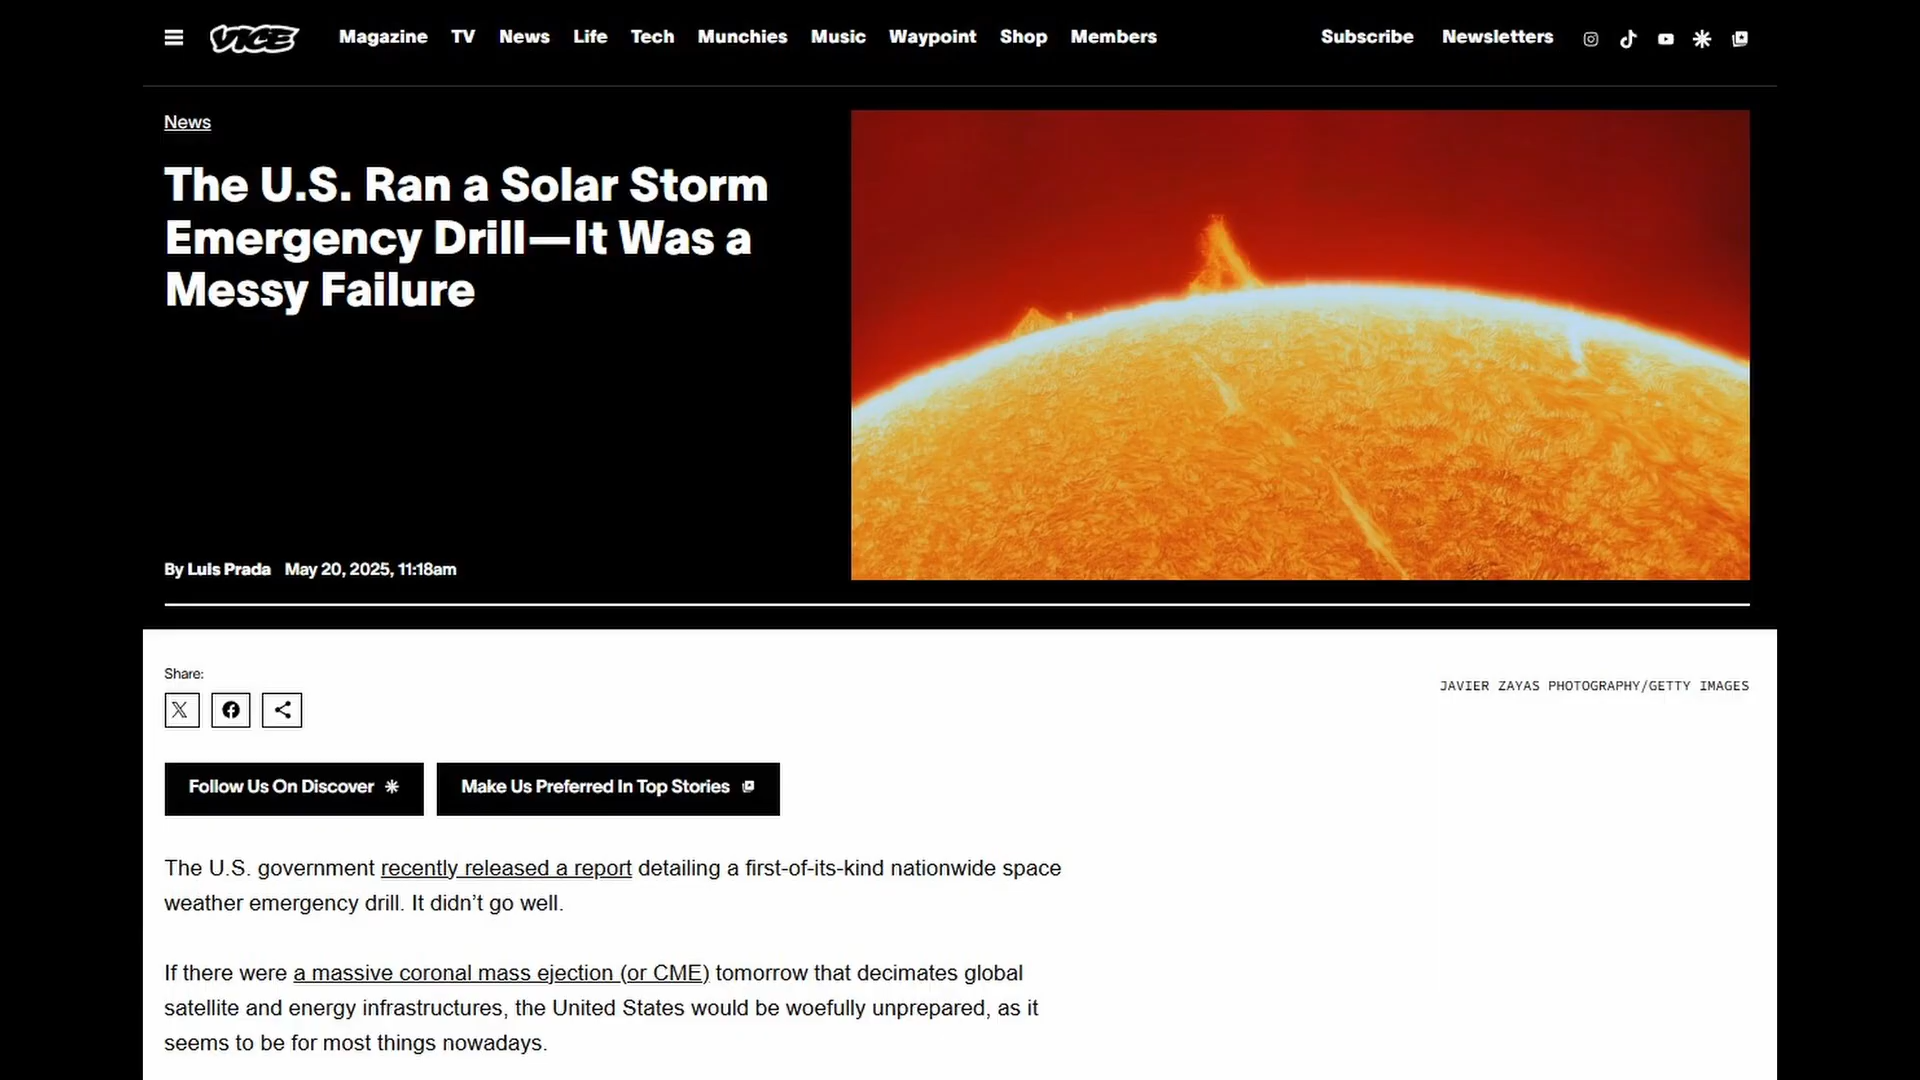 VICE Magazine TV News Life Tech Munchies Music Waypoint Shop Members Subscribe Newsletters
News
The U.S. Ran a Solar Storm
Emergency Drill—It Was a
Messy Failure
By Luis Prada May 20, 2025, 11:18am
Share:
JAVIER ZAYAS PHOTOGRAPHY/GETTY IMAGES
Follow Us On Discover Make Us Preferred In Top Stories
The U.S. government recently released a report detailing a first-of-its-kind nationwide space
weather emergency drill. It didn’t go well.
If there were a massive coronal mass ejection (or CME) tomorrow that decimates global
satellite and energy infrastructures, the United States would be woefully unprepared, as it
seems to be for most things nowadays.